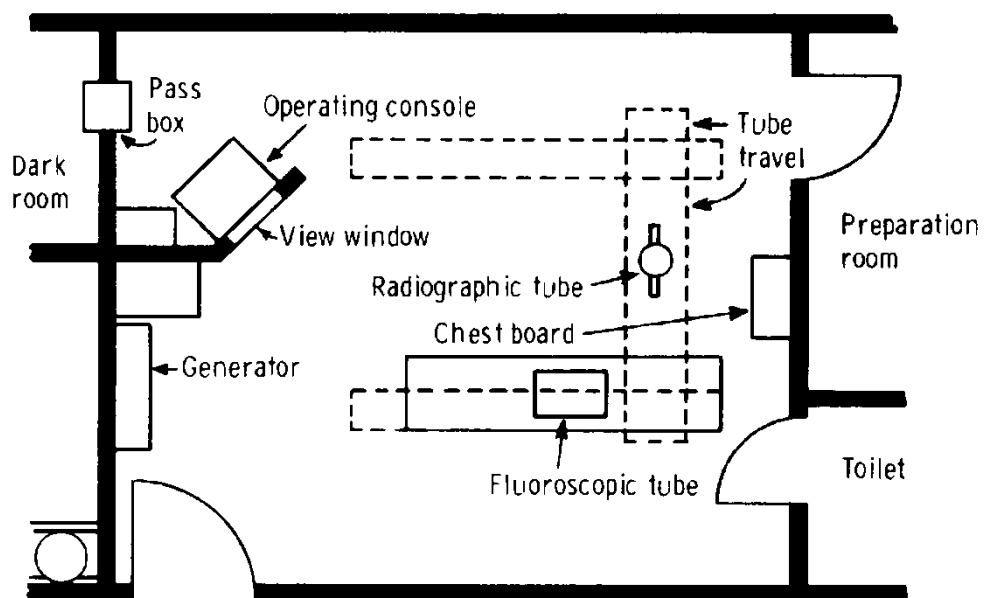 Pass
box
Operating console
Tube
travel
Dark
room
View window
Preparation
room
Radiographic tube
Chest board
Generator
Fluoroscopic tube
Toilet